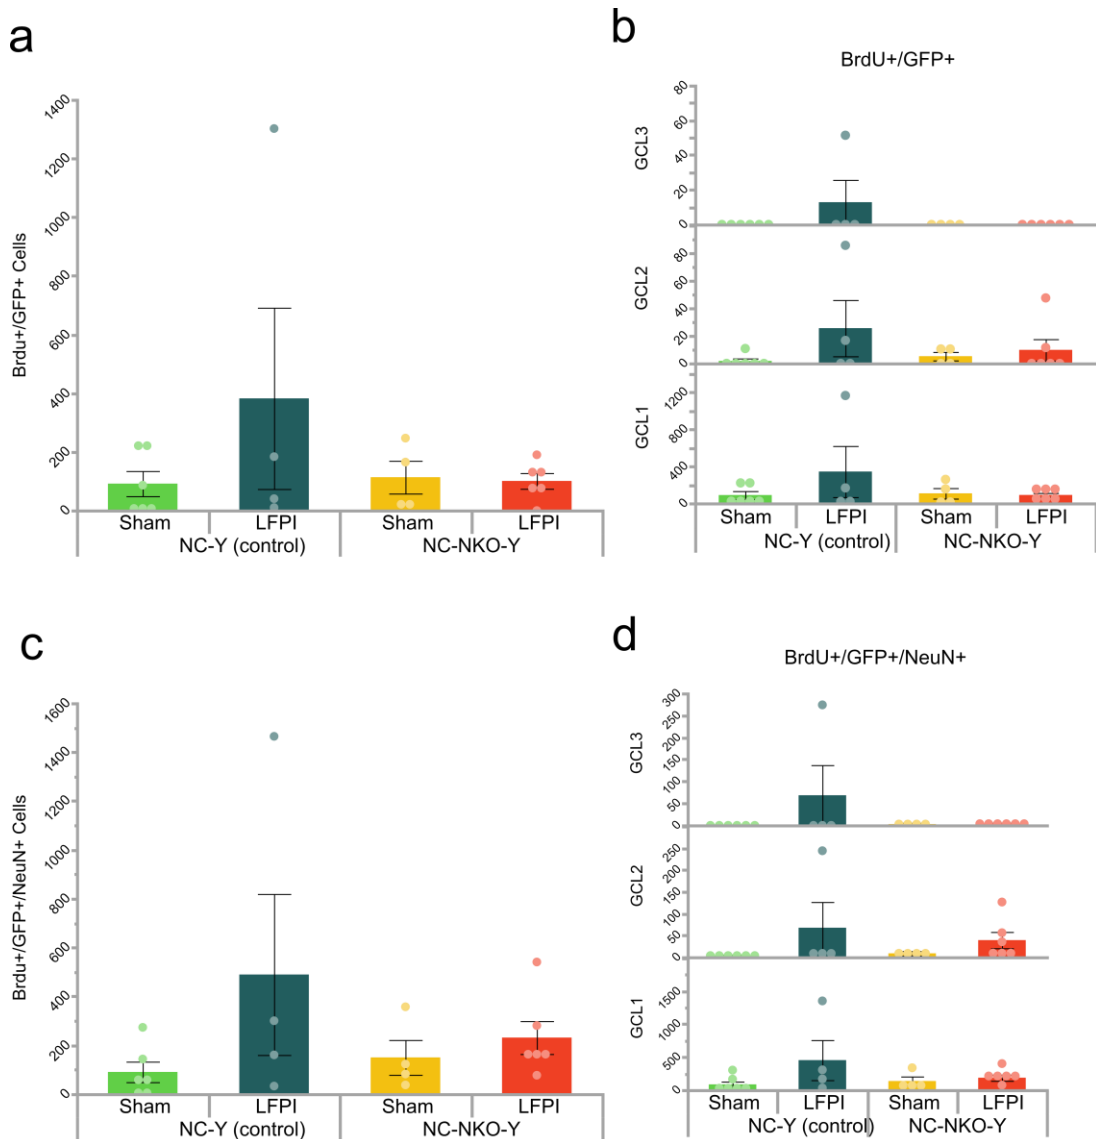 a
Brdu+/GFP+ Cells
1400
1200
1000
800
600
400
200
0
Sham LFPI Sham LFPI
NC-Y (control) NC-NKO-Y
b
BrdU+/GFP+
GCL3
80
60
40
20
0
GCL2
80
60
40
20
0
GCL1
1200
800
400
0
Sham LFPI Sham LFPI
NC-Y (control) NC-NKO-Y
c
Brdu+/GFP+/NeuN+ Cells
1600
1400
1200
1000
800
600
400
200
0
Sham LFPI Sham LFPI
NC-Y (control) NC-NKO-Y
d
BrdU+/GFP+/NeuN+
GCL3
300
250
200
150
100
50
0
GCL2
250
200
150
100
50
0
GCL1
1500
1000
500
0
Sham LFPI Sham LFPI
NC-Y (control) NC-NKO-Y